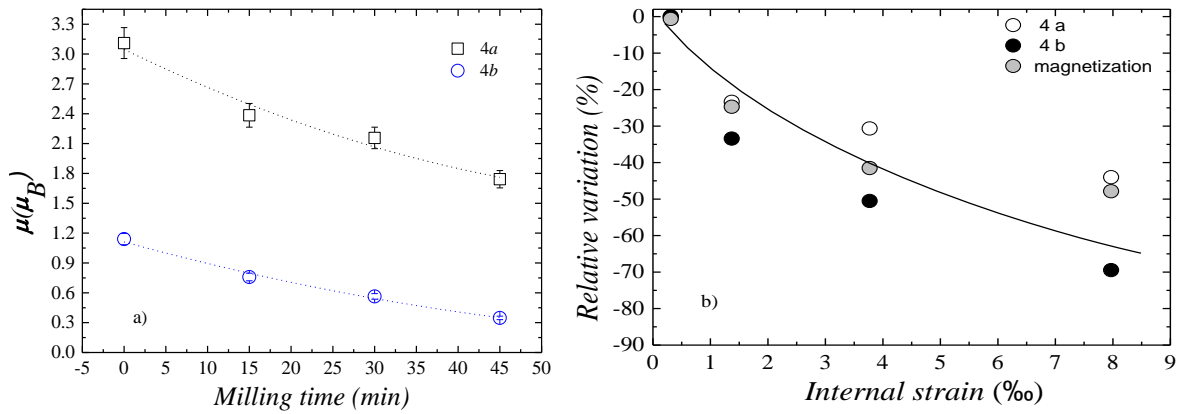 3.3
3.0
2.7
2.4
2.1
1.8
1.5
1.2
0.9
0.6
0.3
0.0
μ(μB)
4a
4b
a)
-5 0 5 10 15 20 25 30 35 40 45 50
Milling time (min)
0
-10
-20
-30
-40
-50
-60
-70
-80
-90
Relative variation (%)
4 a
4 b
magnetization
b)
0 1 2 3 4 5 6 7 8 9
Internal strain (‰)